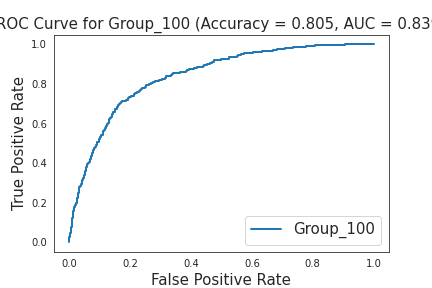 ROC Curve for Group_100 (Accuracy = 0.805, AUC = 0.839
1.0
0.8
0.6
0.4
0.2
0.0
True Positive Rate
Group_100
0.0 0.2 0.4 0.6 0.8 1.0
False Positive Rate